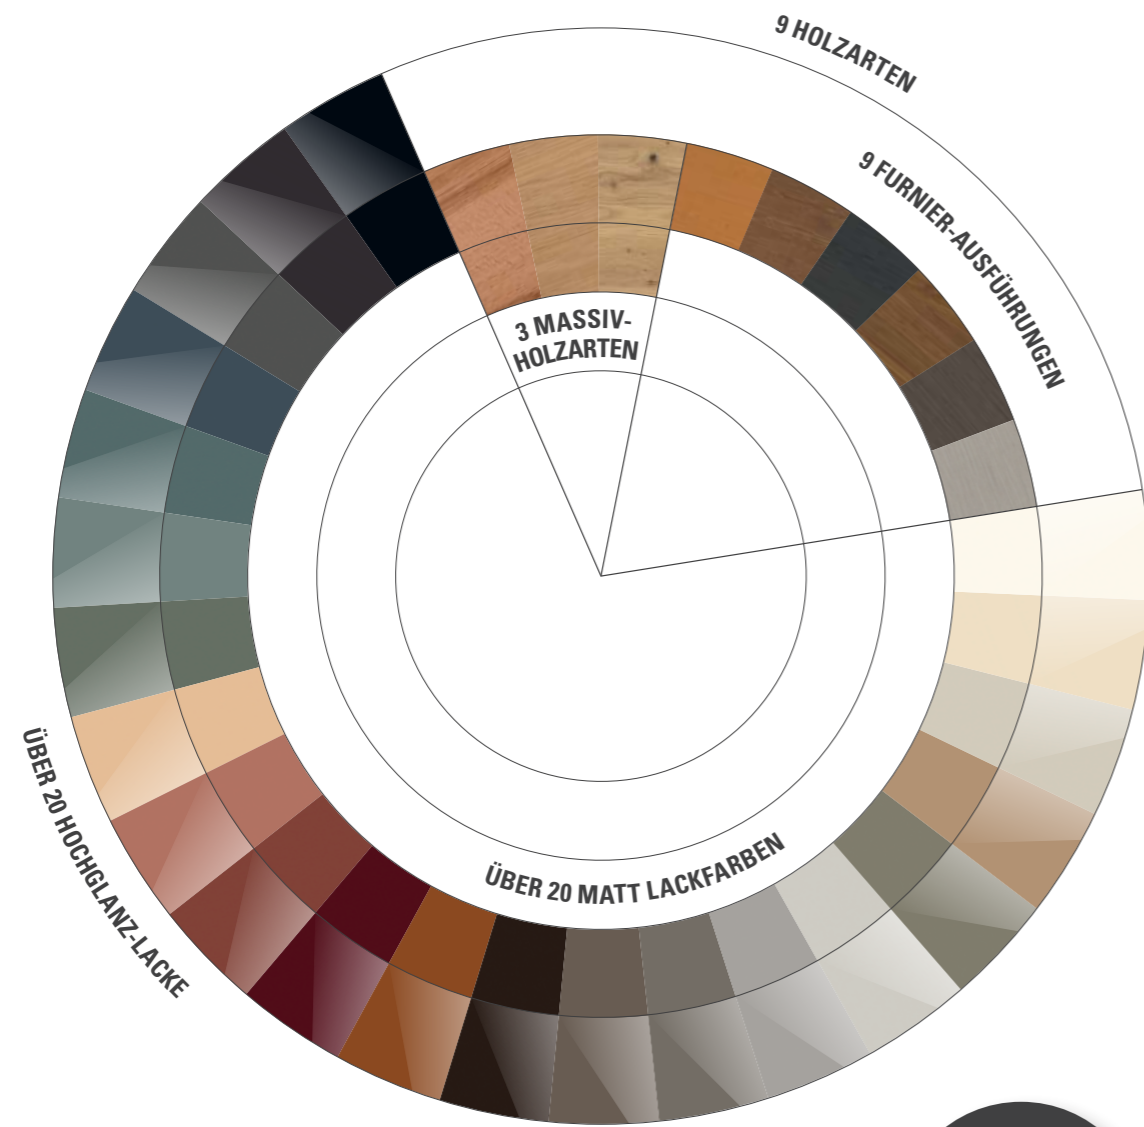 9 HOLZARTEN
9 FURNIER-AUSFÜHRUNGEN
3 MASSIV-
HOLZARTEN
ÜBER 20 MATT LACKFARBEN
ÜBER 20 HOCHGLANZ-LACKE